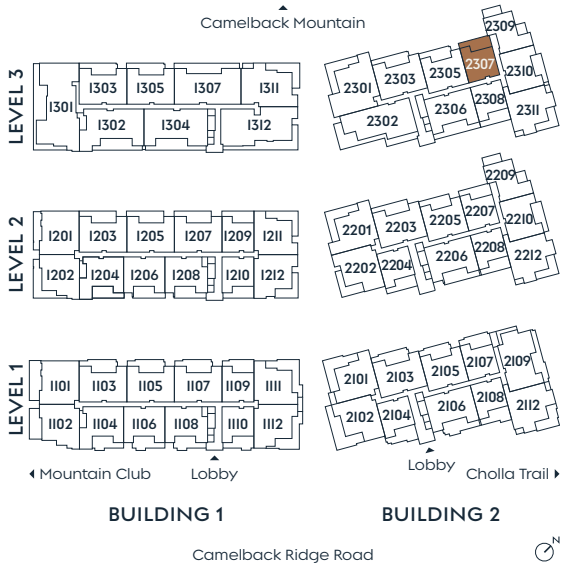 Camelback Mountain
LEVEL 3
1301 1303 1305 1307 1311
1302 1304 1312
2301 2303 2305 2307 2309 2310
2302 2306 2308 2311
LEVEL 2
1201 1203 1205 1207 1209 1211
1202 1204 1206 1208 1210 1212
2201 2203 2205 2207 2209 2210
2202 2204 2206 2208 2212
LEVEL 1
1101 1103 1105 1107 1109 1111
1102 1104 1106 1108 1110 1112
2101 2103 2105 2107 2109
2102 2104 2106 2108 2112
Mountain Club Lobby
Lobby Cholla Trail
BUILDING 1 BUILDING 2
Camelback Ridge Road
N